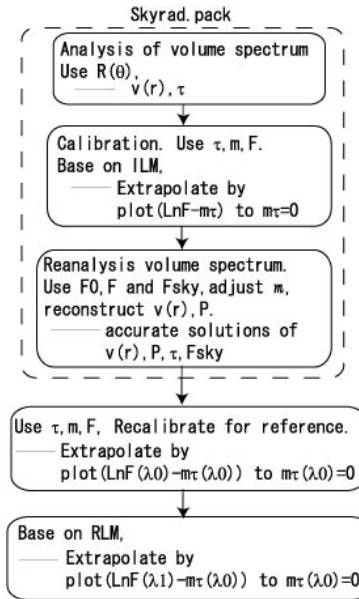 Skyrad.pack
Analysis of volume spectrum
Use R(θ),
v(r),τ
Calibration. Use τ,m,F.
Base on ILM,
Extrapolate by
plot(LnF-mτ) to mτ=0
Reanalysis volume spectrum.
Use F0,F and Fsky, adjust m,
reconstruct v(r),P.
accurate solutions of
v(r),P,τ,Fsky
Use τ,m,F, Recalibrate for reference.
Extrapolate by
plot(LnF(λ0)-mτ(λ0)) to mτ(λ0)=0
Base on RLM,
Extrapolate by
plot(LnF(λ1)-mτ(λ0)) to mτ(λ0)=0